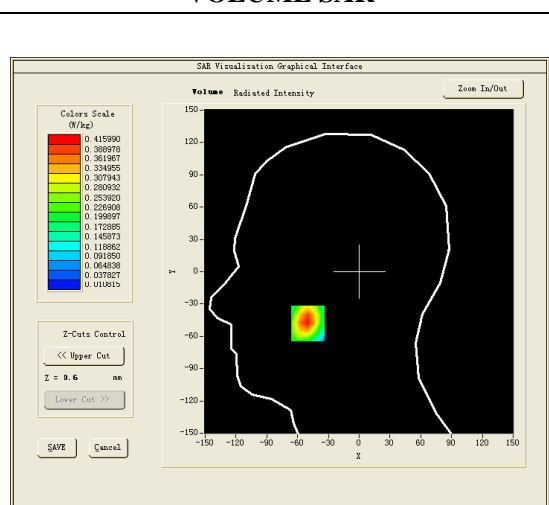 VOLUME SAR
SAR Visualisation Graphical Interface
Volume Radiated Intensity
Zoom In/Out
Colors Scale
(W/kg)
0.415990
0.388978
0.361967
0.334955
0.307943
0.280932
0.253920
0.226908
0.199897
0.172885
0.145873
0.118862
0.091850
0.064838
0.037827
0.010815
Z-Cuts Control
<< Upper Cut
Z = 0.6 mm
Lower Cut >>
SAVE Cancel
150
120
90
60
30
0
-30
-60
-90
-120
-150
Y
-150 -120 -90 -60 -30 0 30 60 90 120 150
X